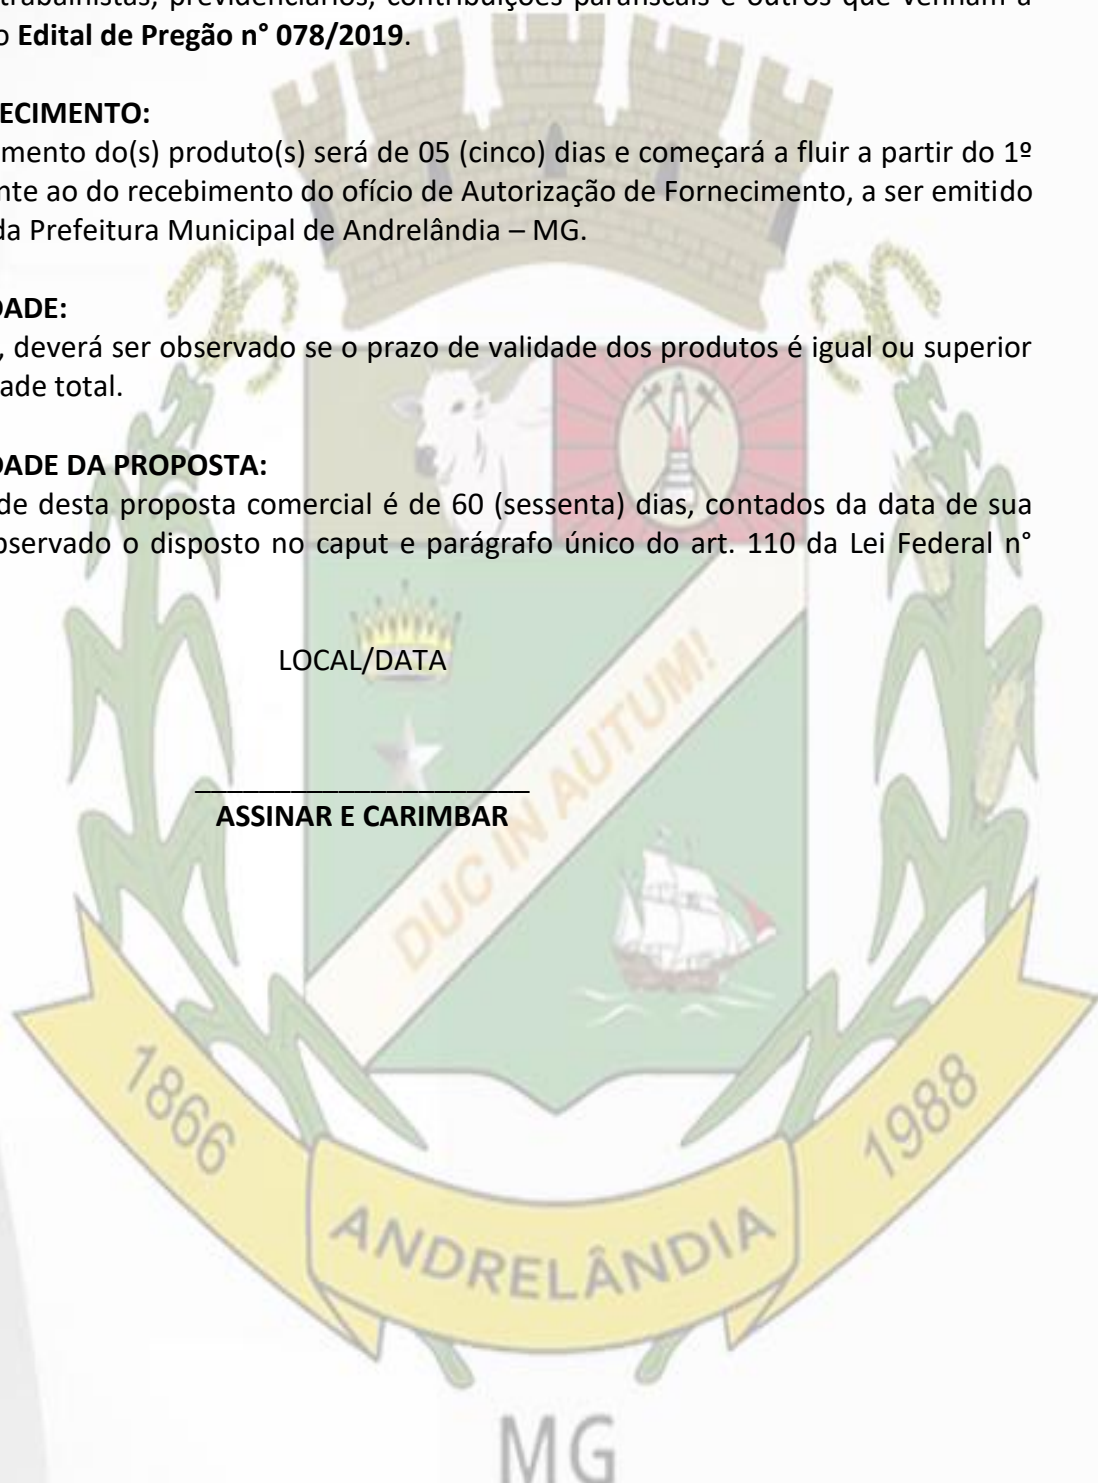 trabalhistas, previdenciários, contribuições parafiscais e outros que venham a
o Edital de Pregão n° 078/2019.
ECIMENTO:
mento do(s) produto(s) será de 05 (cinco) dias e começará a fluir a partir do 1º
nte ao do recebimento do ofício de Autorização de Fornecimento, a ser emitido
da Prefeitura Municipal de Andrelândia – MG.
DADE:
, deverá ser observado se o prazo de validade dos produtos é igual ou superior
ade total.
DADE DA PROPOSTA:
de desta proposta comercial é de 60 (sessenta) dias, contados da data de sua
bservado o disposto no caput e parágrafo único do art. 110 da Lei Federal n°
LOCAL/DATA
ASSINAR E CARIMBAR
DUC IN AUTUM!
1866
1988
ANDRELÂNDIA
MG